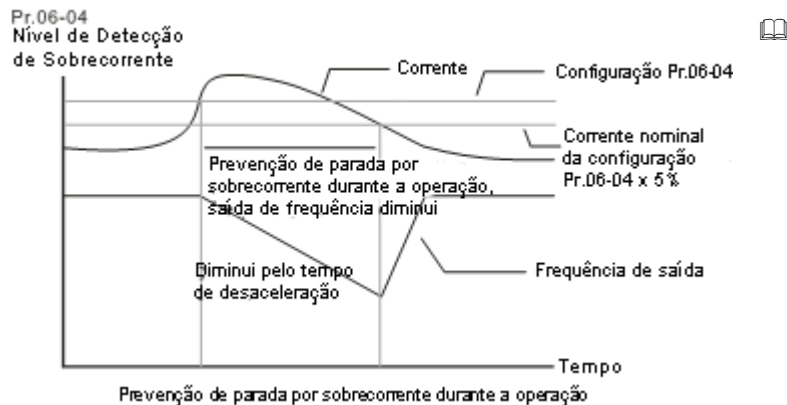 Pr.06-04
Nível de Detecção
de Sobrecorrente
Corrente
Configuração Pr.06-04
Corrente nominal
da configuração
Pr.06-04 x 5%
Prevenção de parada por
sobrecorrente durante a operação,
saída de frequência diminui
Diminui pelo tempo
de desaceleração
Frequência de saída
Tempo
Prevenção de parada por sobrecorrente durante a operação